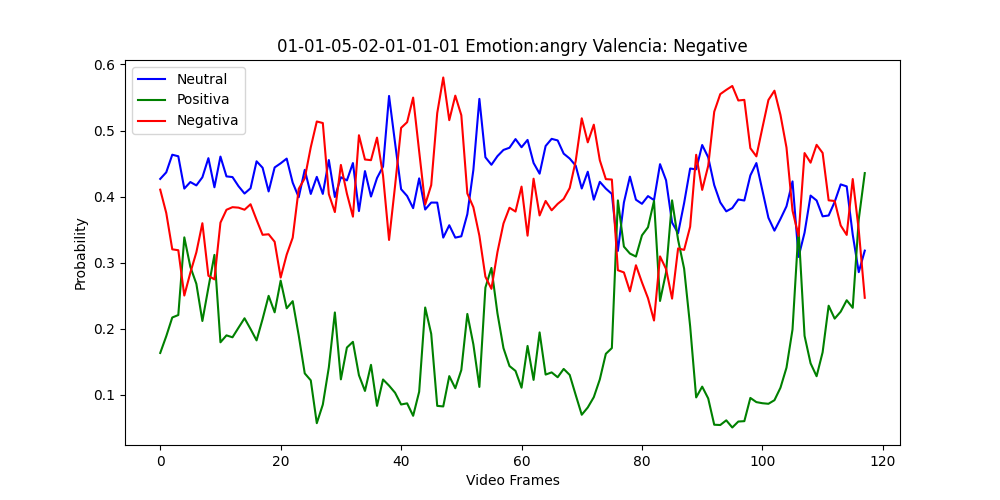 01-01-05-02-01-01-01 Emotion:angry Valencia: Negative
Neutral
Positiva
Negativa
Probability
0.6
0.5
0.4
0.3
0.2
0.1
0 20 40 60 80 100 120
Video Frames